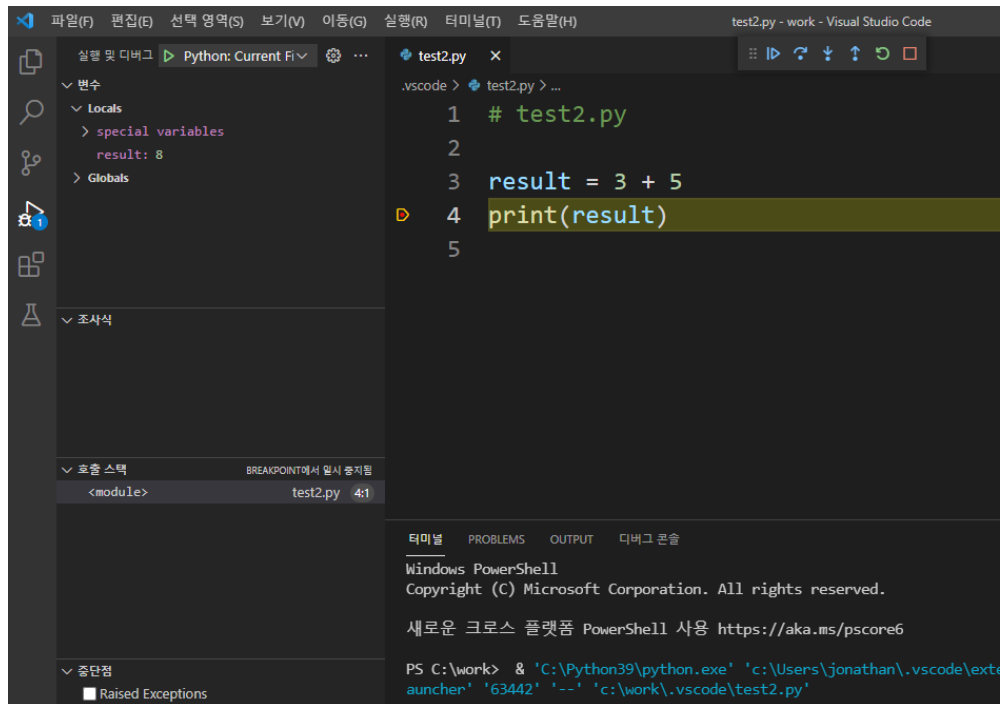 파일(F) 편집(E) 선택 영역(S) 보기(V) 이동(G) 실행(R) 터미널(T) 도움말(H) test2.py - work - Visual Studio Code
실행 및 디버그 Python: Current Fi
변수
Locals
special variables
result: 8
Globals
조사식
호출 스택 BREAKPOINT에서 일시 중지됨
<module> test2.py 4:1
중단점
Raised Exceptions
1
test2.py
.vscode > test2.py > ...
1 # test2.py
2
3 result = 3 + 5
4 print(result)
5
터미널 PROBLEMS OUTPUT 디버그 콘솔
Windows PowerShell
Copyright (C) Microsoft Corporation. All rights reserved.
새로운 크로스 플랫폼 PowerShell 사용 https://aka.ms/pscore6
PS C:\work> & 'C:\Python39\python.exe' 'c:\Users\jonathan\.vscode\exte
auncher' '63442' '--' 'c:\work\.vscode\test2.py'